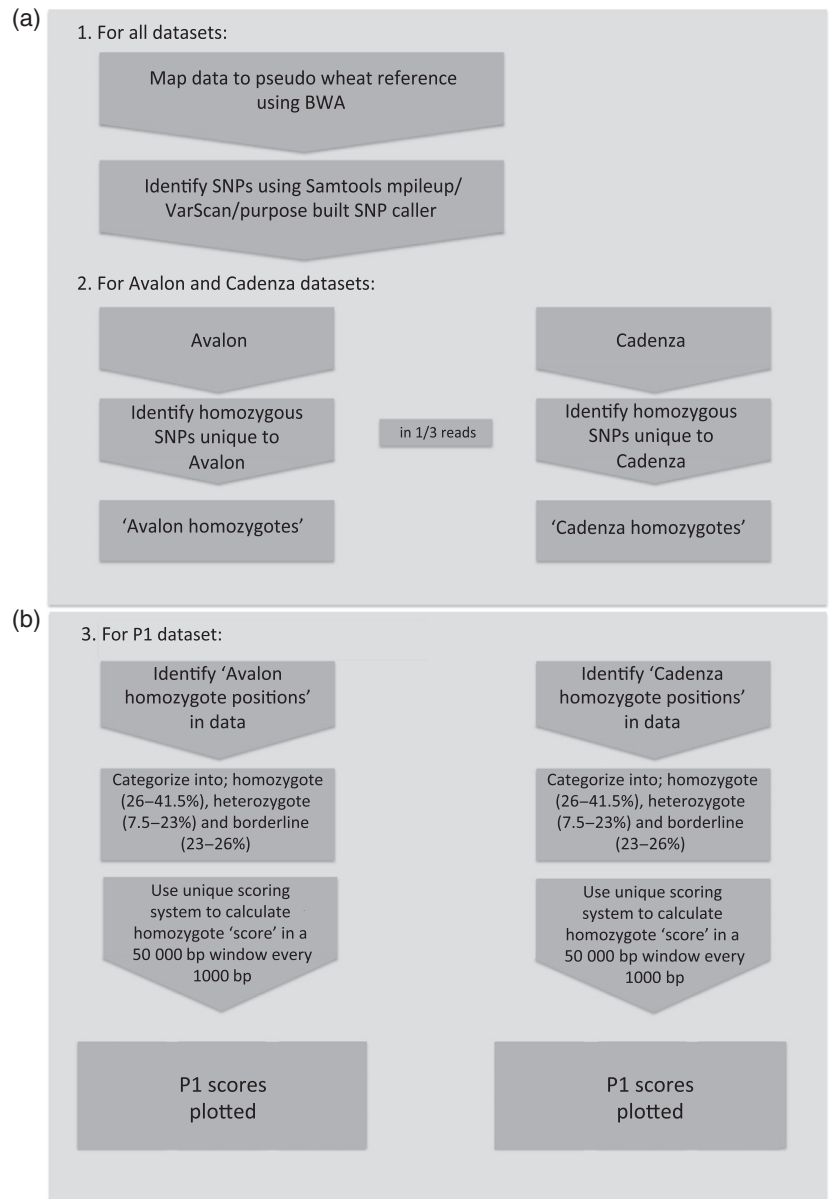 (a)
1. For all datasets:
Map data to pseudo wheat reference
using BWA
Identify SNPs using Samtools mpileup/
VarScan/purpose built SNP caller
2. For Avalon and Cadenza datasets:
Avalon
Identify homozygous
SNPs unique to
Avalon
'Avalon homozygotes'
in 1/3 reads
Cadenza
Identify homozygous
SNPs unique to
Cadenza
'Cadenza homozygotes'
(b)
3. For P1 dataset:
Identify 'Avalon
homozygote positions'
in data
Categorize into; homozygote
(26–41.5%), heterozygote
(7.5–23%) and borderline
(23–26%)
Use unique scoring
system to calculate
homozygote 'score' in a
50 000 bp window every
1000 bp
P1 scores
plotted
Identify 'Cadenza
homozygote positions'
in data
Categorize into; homozygote
(26–41.5%), heterozygote
(7.5–23%) and borderline
(23–26%)
Use unique scoring
system to calculate
homozygote 'score' in a
50 000 bp window every
1000 bp
P1 scores
plotted